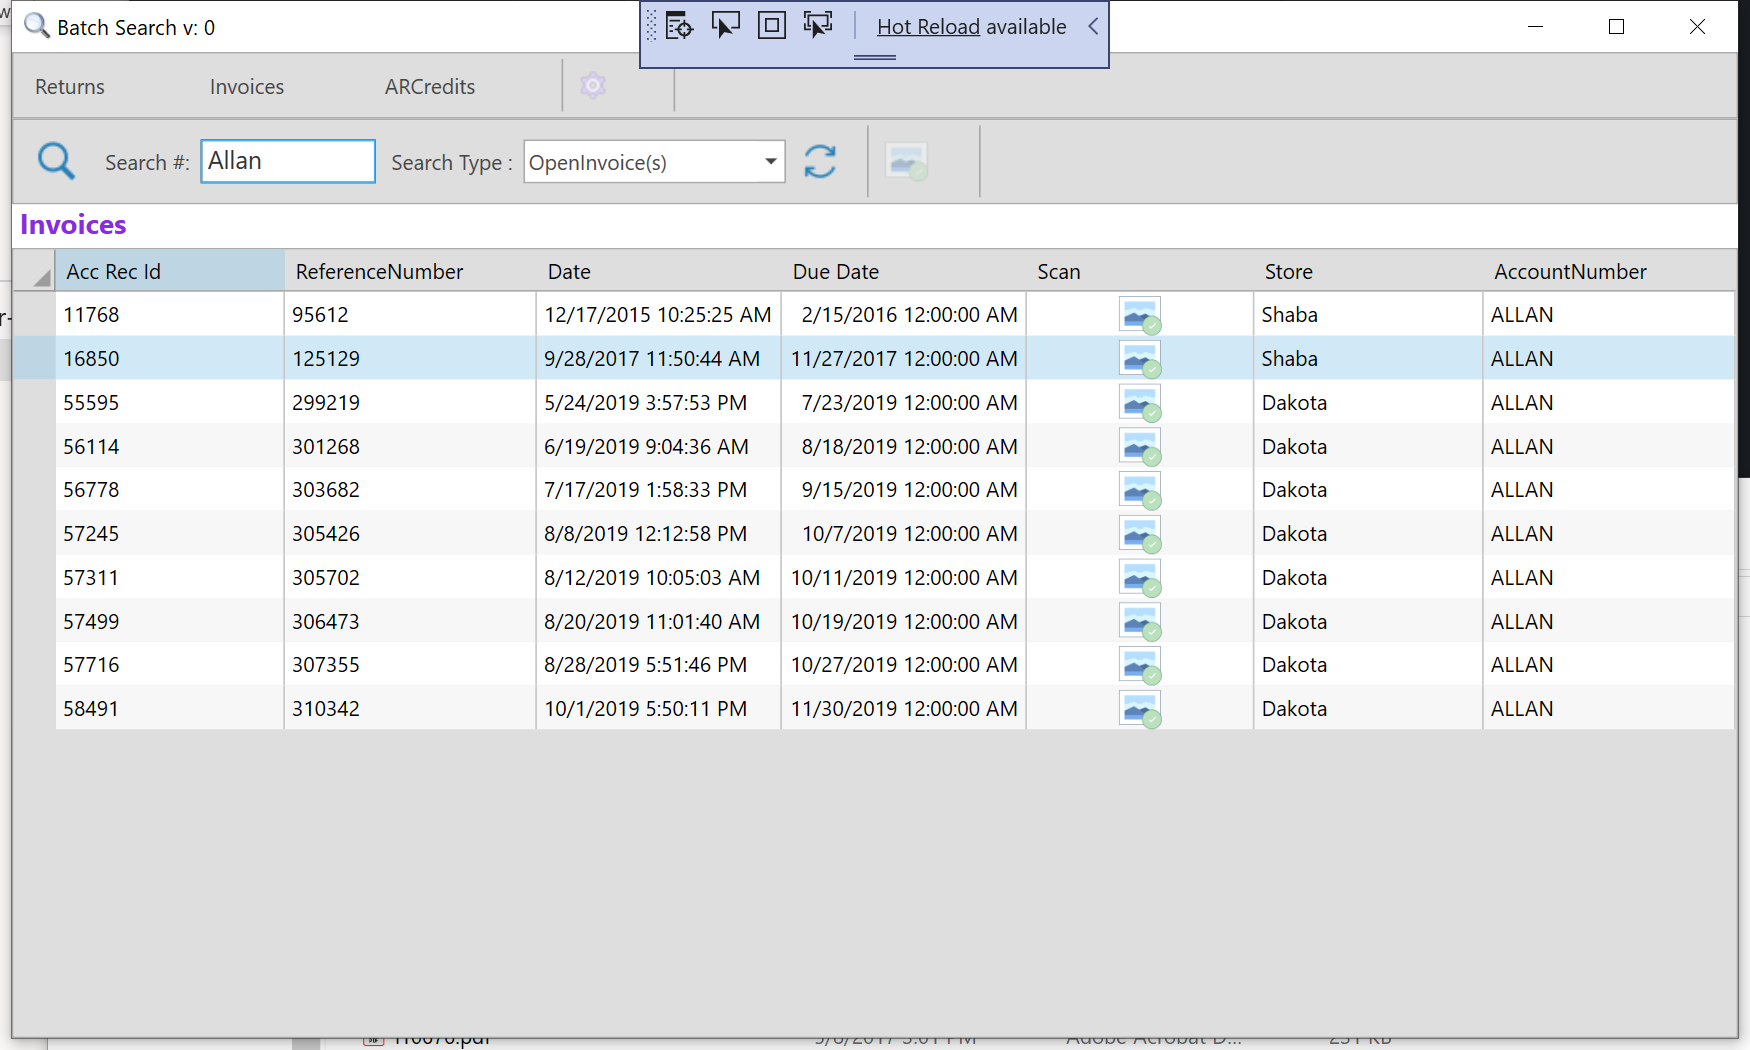 Batch Search v: 0
Hot Reload available
Returns Invoices ARCredits
Search #: Allan Search Type : OpenInvoice(s)
Invoices
Acc Rec Id ReferenceNumber Date Due Date Scan Store AccountNumber
11768 95612 12/17/2015 10:25:25 AM 2/15/2016 12:00:00 AM Shaba ALLAN
16850 125129 9/28/2017 11:50:44 AM 11/27/2017 12:00:00 AM Shaba ALLAN
55595 299219 5/24/2019 3:57:53 PM 7/23/2019 12:00:00 AM Dakota ALLAN
56114 301268 6/19/2019 9:04:36 AM 8/18/2019 12:00:00 AM Dakota ALLAN
56778 303682 7/17/2019 1:58:33 PM 9/15/2019 12:00:00 AM Dakota ALLAN
57245 305426 8/8/2019 12:12:58 PM 10/7/2019 12:00:00 AM Dakota ALLAN
57311 305702 8/12/2019 10:05:03 AM 10/11/2019 12:00:00 AM Dakota ALLAN
57499 306473 8/20/2019 11:01:40 AM 10/19/2019 12:00:00 AM Dakota ALLAN
57716 307355 8/28/2019 5:51:46 PM 10/27/2019 12:00:00 AM Dakota ALLAN
58491 310342 10/1/2019 5:50:11 PM 11/30/2019 12:00:00 AM Dakota ALLAN